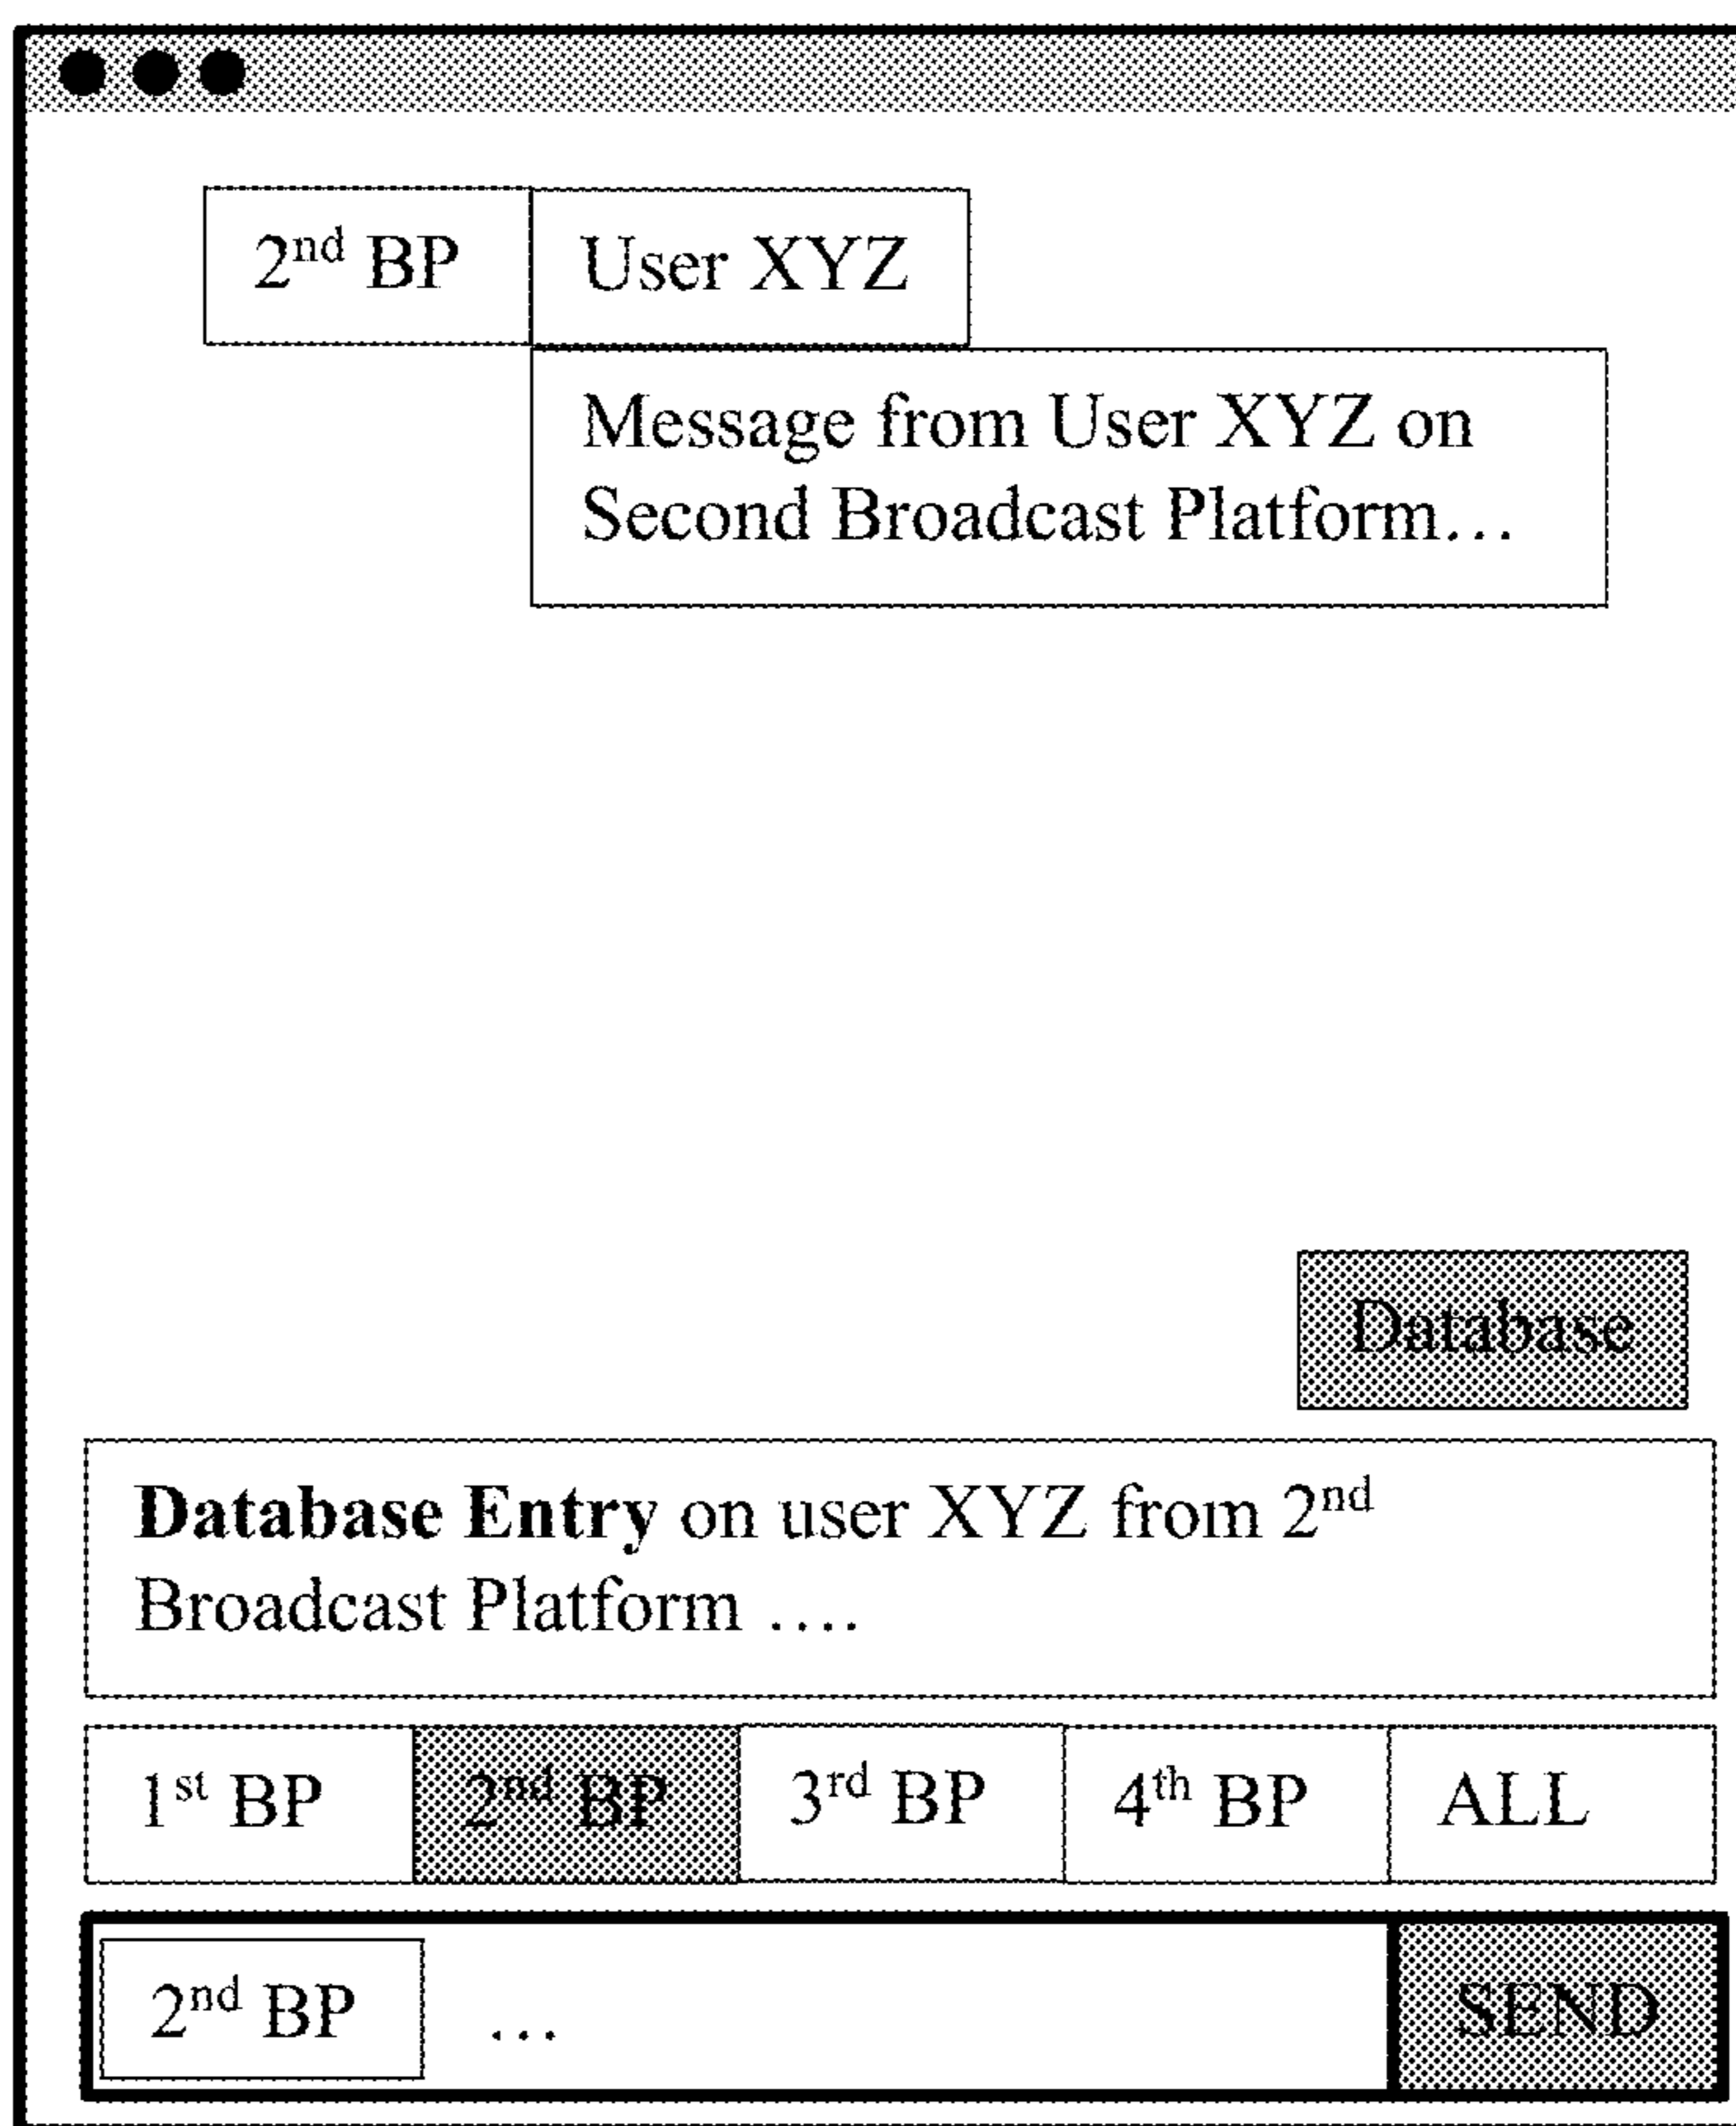 2nd BP User XYZ
Message from User XYZ on
Second Broadcast Platform…
Database
Database Entry on user XYZ from 2nd
Broadcast Platform ….
1st BP 2nd BP 3rd BP 4th BP ALL
2nd BP … SEND